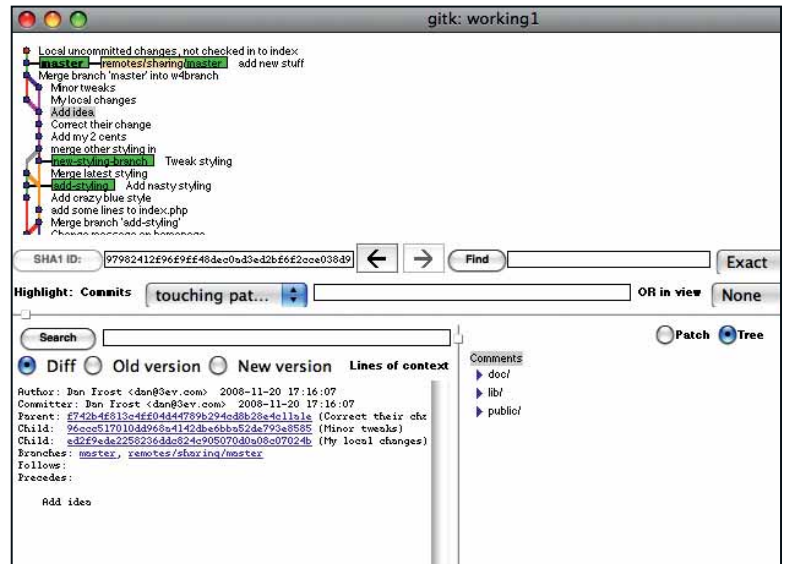 gitk: working1
Local uncommitted changes, not checked in to index
master remotes/sharing/master add new stuff
Merge branch 'master' into w4branch
Minor tweaks
My local changes
Add idea
Correct their change
Add my 2 cents
merge other styling in
new-styling-branch Tweak styling
Merge latest styling
add-styling Add nasty styling
Add crazy blue style
add some lines to index.php
Merge branch 'add-styling'
Change message on homepage
SHA1 ID: 97982412f96f9ff48dec0ad3ed2bf6f2cce038d9 Find Exact
Highlight: Commits touching pat... OR in view None
Search Patch Tree
Diff Old version New version Lines of context
Comments
doc/
lib/
public/
Author: Dan Frost <dan@3ev.com> 2008-11-20 17:16:07
Committer: Dan Frost <dan@3ev.com> 2008-11-20 17:16:07
Parent: f742b4f813c4ff04d44789b294cd8b28e4c11a1e (Correct their cha
Child: 96ccc517010dd968a4142dbe6bba52de793e8585 (Minor tweaks)
Child: ed2f9ede2258236ddc824c905070d0a08c07024b (My local changes)
Branches: master, remotes/sharing/master
Follows:
Precedes:
Add idea